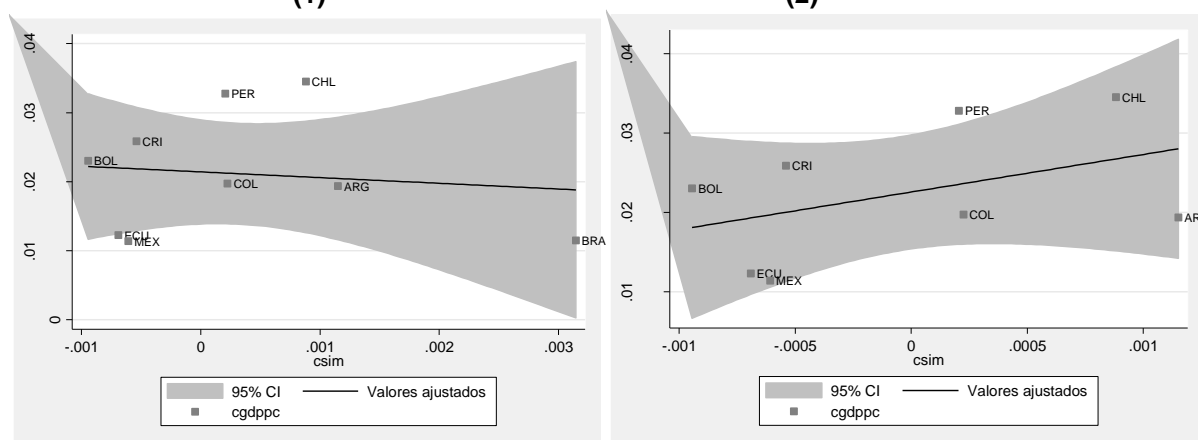 (1)
(2)
.04
.03
.02
.01
0
PER
CHL
CRI
BOL
COL
ARG
ECU
MEX
BRA
-.001
0
.001
.002
.003
csim
95% CI
Valores ajustados
cgdppc
.04
.03
.02
.01
CHL
PER
CRI
BOL
COL
AR
ECU
MEX
-.001
-.0005
0
.0005
.001
csim
95% CI
Valores ajustados
cgdppc